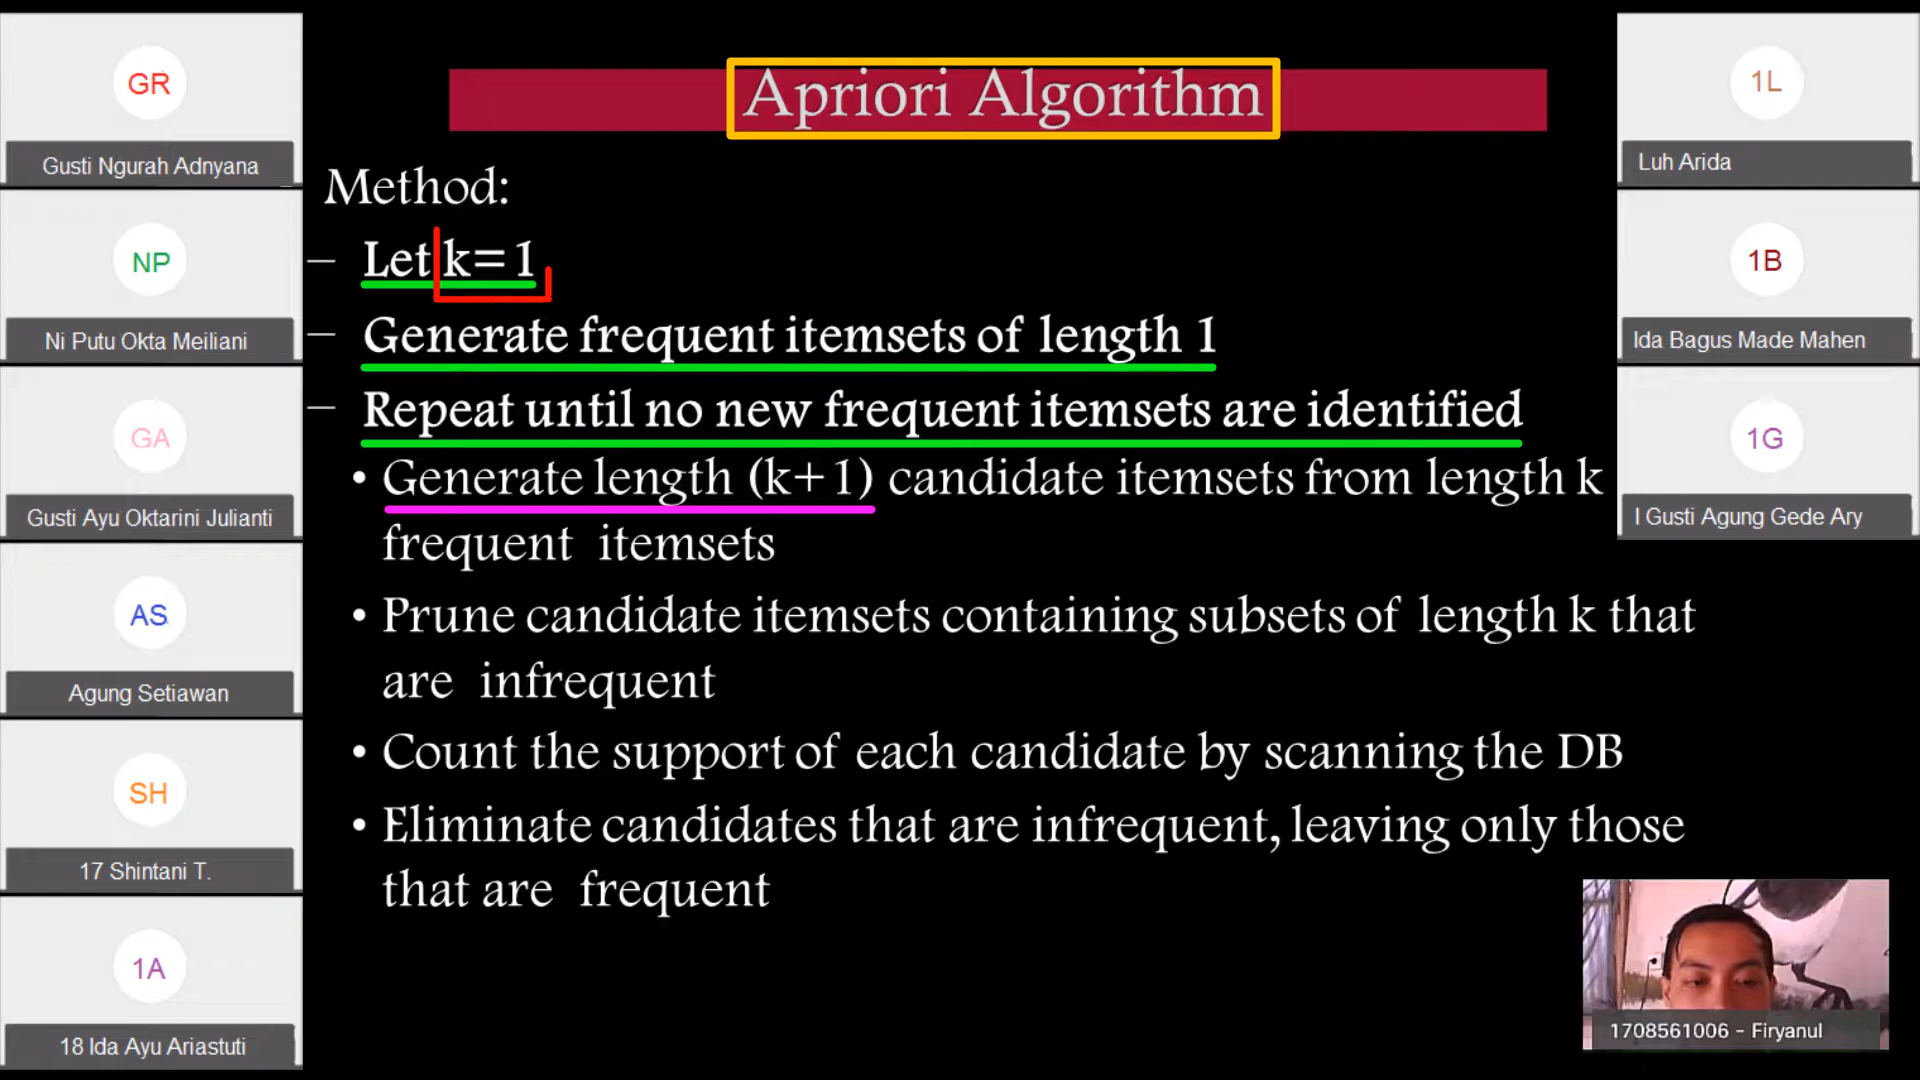 Apriori Algorithm
Method:
– Let k=1
– Generate frequent itemsets of length 1
– Repeat until no new frequent itemsets are identified
• Generate length (k+1) candidate itemsets from length k
frequent itemsets
• Prune candidate itemsets containing subsets of length k that
are infrequent
• Count the support of each candidate by scanning the DB
• Eliminate candidates that are infrequent, leaving only those
that are frequent
GR
Gusti Ngurah Adnyana
NP
Ni Putu Okta Meiliani
GA
Gusti Ayu Oktarini Julianti
AS
Agung Setiawan
SH
17 Shintani T.
1A
18 Ida Ayu Ariastuti
1L
Luh Arida
1B
Ida Bagus Made Mahen
1G
I Gusti Agung Gede Ary
1708561006 - Firyanul